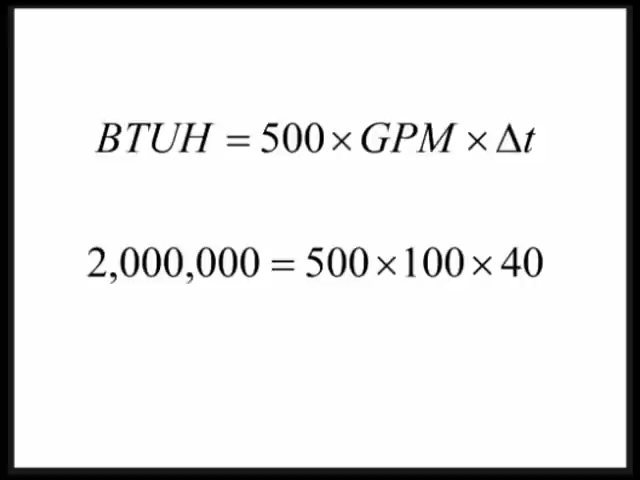 BTUH = 500 × GPM × Δt
2,000,000 = 500 × 100 × 40